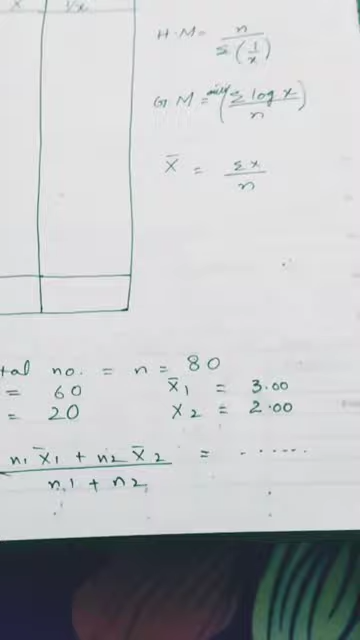 X 1/x
H.M = n / Σ(1/x)
G.M = (Σ log x / n)
X̄ = Σx / n
tal no. = n = 80
= 60 X̄1 = 3.00
= 20 X2 = 2.00
n1 X̄1 + n2 X̄2 / n1 + n2 = ......